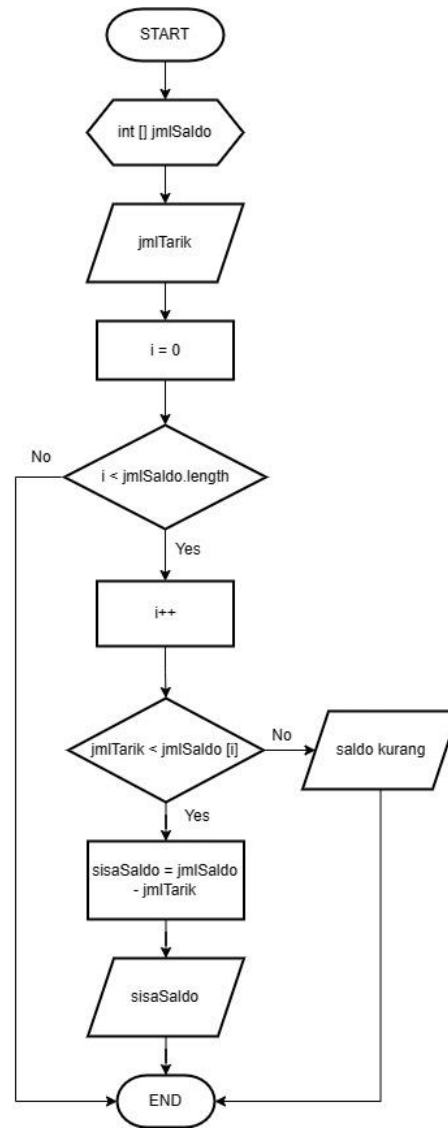 START
int [] jmlSaldo
jmlTarik
i = 0
No
i < jmlSaldo.length
Yes
i++
jmlTarik < jmlSaldo [i]
No
saldo kurang
Yes
sisaSaldo = jmlSaldo
- jmlTarik
sisaSaldo
END